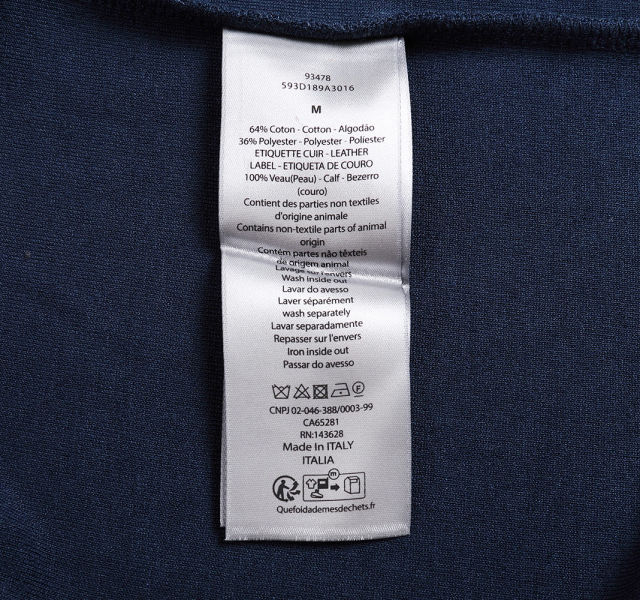 93478
593D189A3016
M
64% Coton - Cotton - Algodão
36% Polyester - Polyester - Poliester
ETIQUETTE CUIR - LEATHER
LABEL - ETIQUETA DE COURO
100% Veau(Peau) - Calf - Bezerro
(couro)
Contient des parties non textiles
d'origine animale
Contains non-textile parts of animal
origin
Contém partes não têxteis
de origem animal
Lavage sur l'envers
Wash inside out
Lavar do avesso
Laver séparément
wash separately
Lavar separadamente
Repasser sur l'envers
Iron inside out
Passar do avesso
CNPJ 02-046-388/0003-99
CA65281
RN:143628
Made In ITALY
ITALIA
m
Quefoidademesdechets.fr